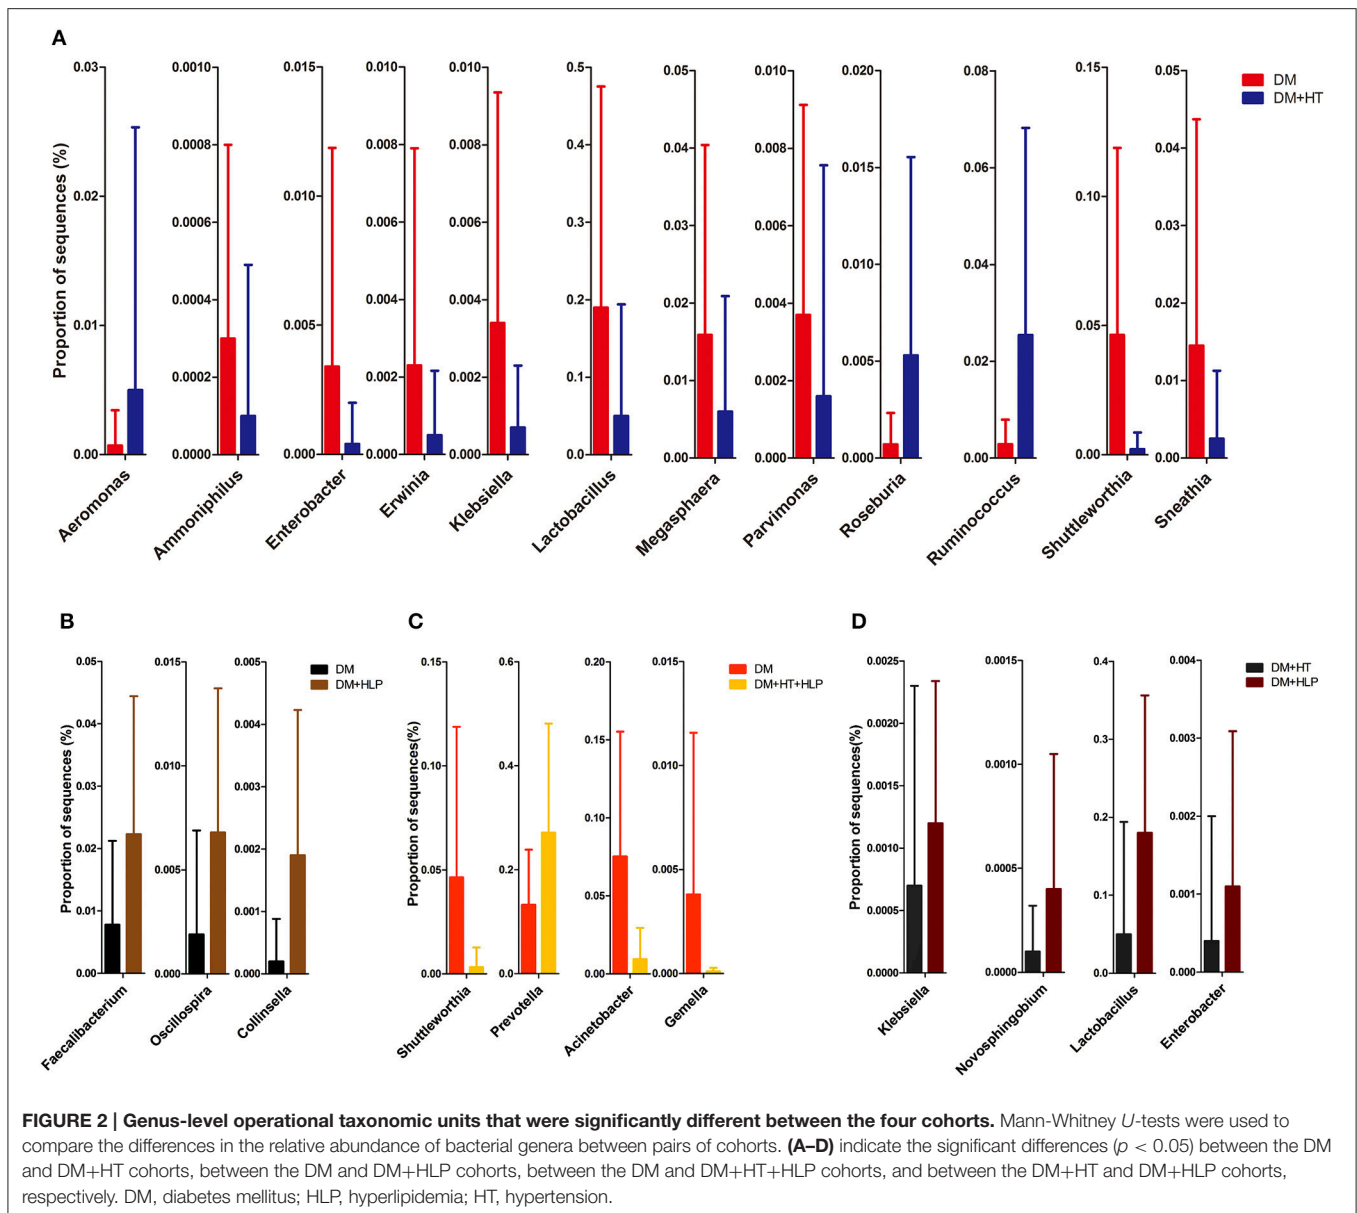 A
Proportion of sequences (%)
0.03
0.02
0.01
0.00
Aeromonas
0.0010
0.0008
0.0006
0.0004
0.0002
0.0000
Ammoniphilus
0.015
0.010
0.005
0.000
Enterobacter
0.010
0.008
0.006
0.004
0.002
0.000
Erwinia
0.010
0.008
0.006
0.004
0.002
0.000
Klebsiella
0.5
0.4
0.3
0.2
0.1
0.0
Lactobacillus
0.05
0.04
0.03
0.02
0.01
0.00
Megasphaera
0.010
0.008
0.006
0.004
0.002
0.000
Parvimonas
0.020
0.015
0.010
0.005
0.000
Roseburia
0.08
0.06
0.04
0.02
0.00
Ruminococcus
0.15
0.10
0.05
0.00
Shuttleworthia
0.05
0.04
0.03
0.02
0.01
0.00
Sneathia
DM
DM+HT
B
Proportion of sequences (%)
0.05
0.04
0.03
0.02
0.01
0.00
Faecalibacterium
0.015
0.010
0.005
0.000
Oscillospira
0.005
0.004
0.003
0.002
0.001
0.000
Collinsella
DM
DM+HLP
C
Proportion of sequences(%)
0.15
0.10
0.05
0.00
Shuttleworthia
0.6
0.4
0.2
0.0
Prevotella
0.20
0.15
0.10
0.05
0.00
Acinetobacter
0.015
0.010
0.005
0.000
Gemella
DM
DM+HT+HLP
D
Proportion of sequences(%)
0.0025
0.0020
0.0015
0.0010
0.0005
0.0000
Klebsiella
0.0015
0.0010
0.0005
0.0000
Novosphingobium
0.4
0.3
0.2
0.1
0.0
Lactobacillus
0.004
0.003
0.002
0.001
0.000
Enterobacter
DM+HT
DM+HLP
FIGURE 2 | Genus-level operational taxonomic units that were significantly different between the four cohorts. Mann-Whitney U-tests were used to
compare the differences in the relative abundance of bacterial genera between pairs of cohorts. (A–D) indicate the significant differences (p < 0.05) between the DM
and DM+HT cohorts, between the DM and DM+HLP cohorts, between the DM and DM+HT+HLP cohorts, and between the DM+HT and DM+HLP cohorts,
respectively. DM, diabetes mellitus; HLP, hyperlipidemia; HT, hypertension.